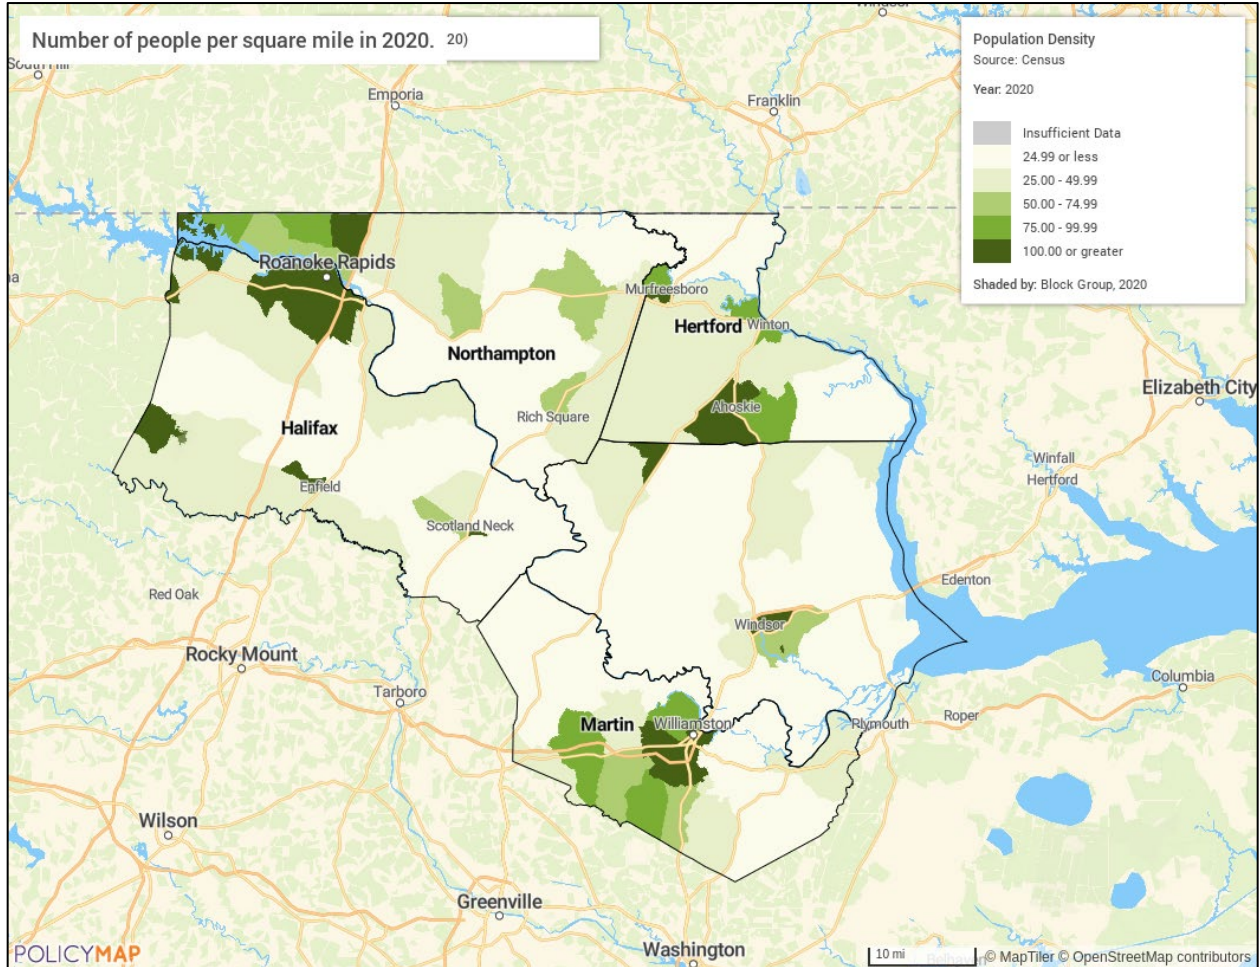 Number of people per square mile in 2020.
20)
Population Density
Source: Census
Year: 2020
Insufficient Data
24.99 or less
25.00 - 49.99
50.00 - 74.99
75.00 - 99.99
100.00 or greater
Shaded by: Block Group, 2020
South Hill
Emporia
Franklin
Roanoke Rapids
Murfreesboro
Hertford
Winton
Northampton
Elizabeth City
Ahoskie
Rich Square
Halifax
Winfall
Hertford
Enfield
Scotland Neck
Edenton
Red Oak
Windsor
Rocky Mount
Columbia
Tarboro
Martin
Williamston
Plymouth
Roper
Wilson
Greenville
Washington
POLICYMAP
10 mi
© MapTiler © OpenStreetMap contributors